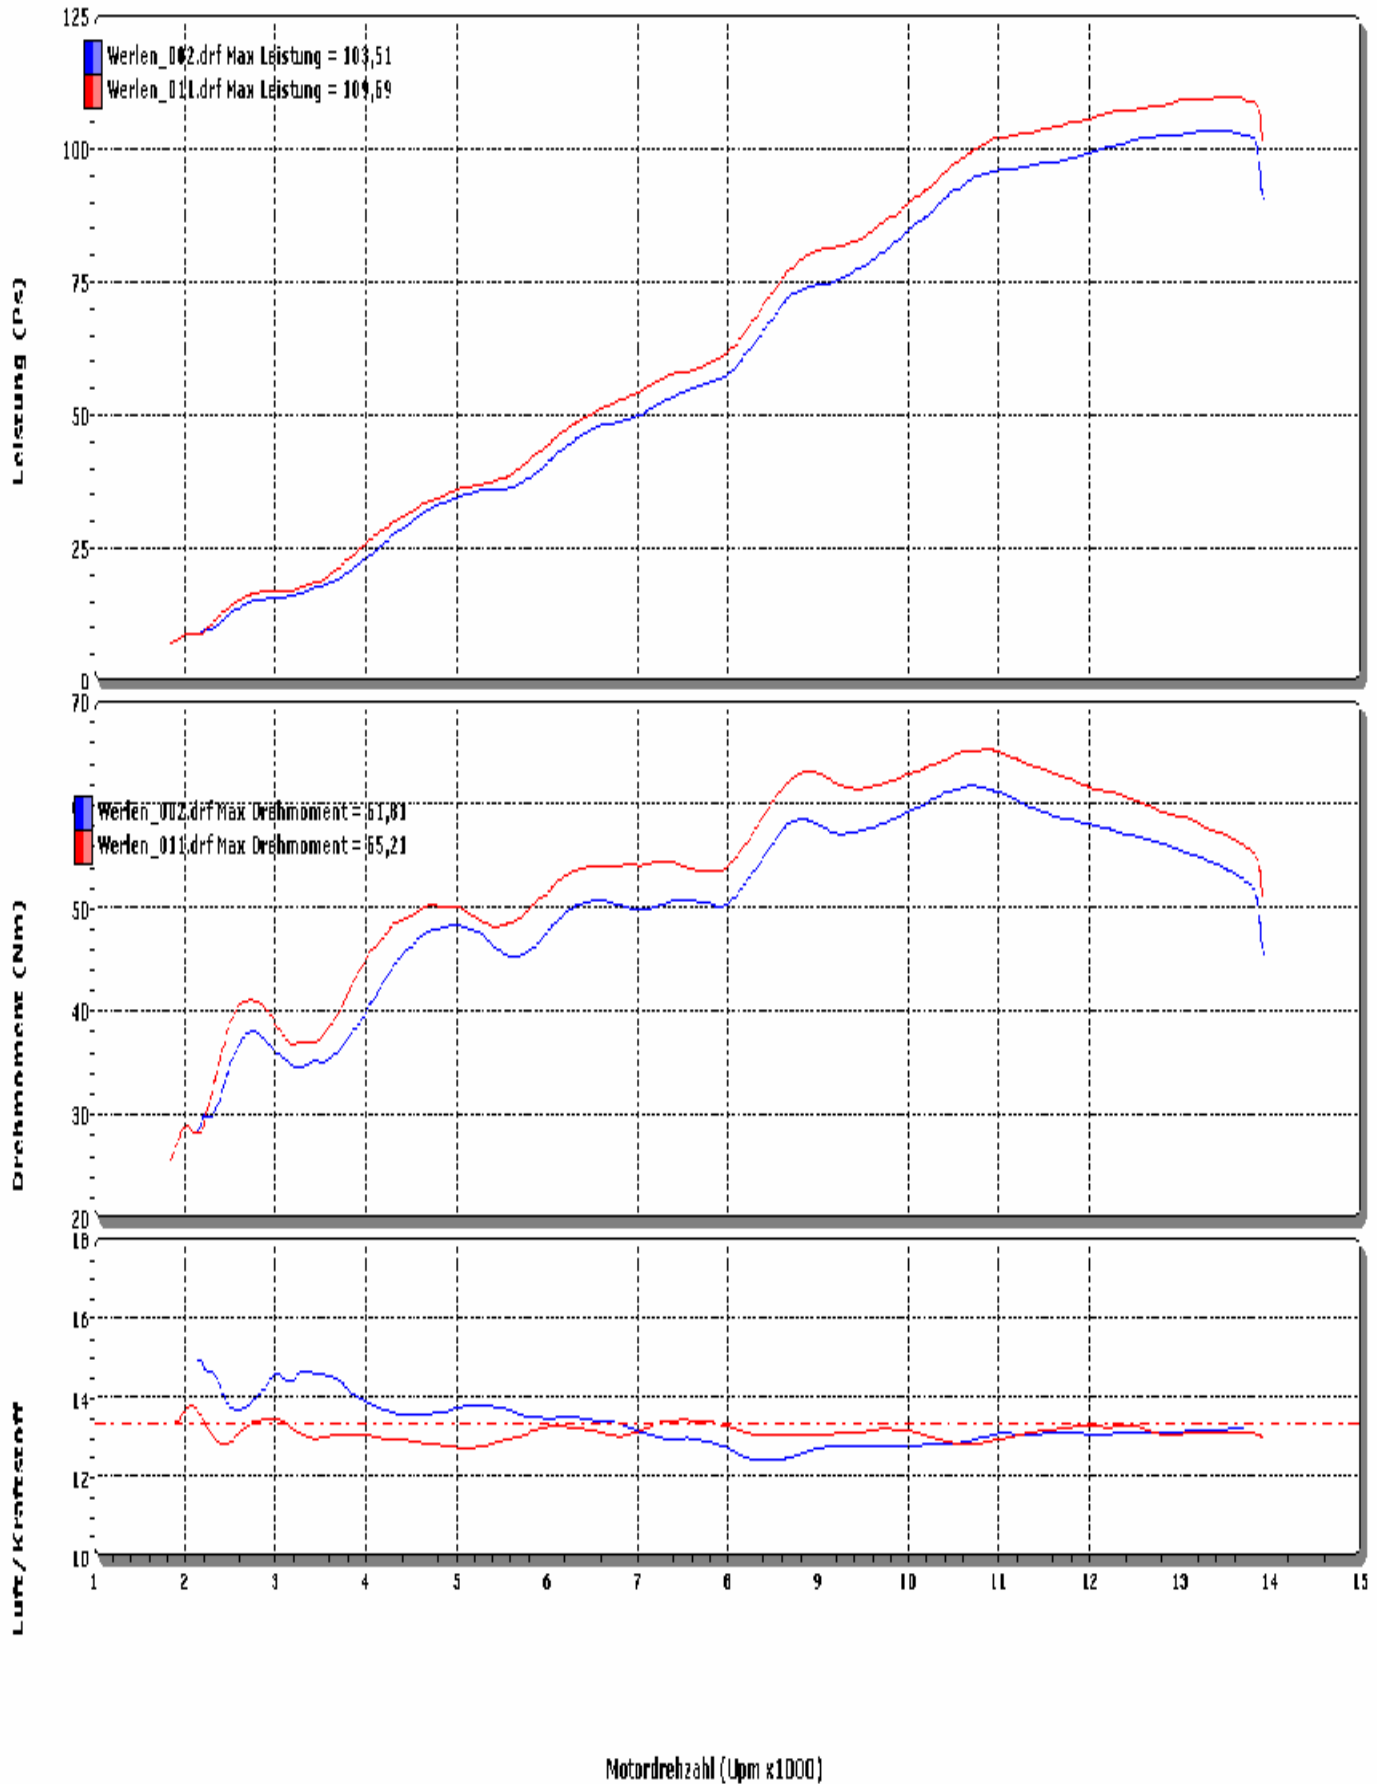 125
Werlen_002.drf Max Leistung = 103,51
Werlen_011.drf Max Leistung = 109,69
100
75
Leistung (Ps)
50
25
0
70
Werlen_002.drf Max Drehmoment = 61,81
Werlen_011.drf Max Drehmoment = 65,21
50
Drehmoment (Nm)
40
30
20
18
16
14
12
Luft/Kraftstoff
10
1 2 3 4 5 6 7 8 9 10 11 12 13 14 15
Motordrehzahl (Upm x1000)